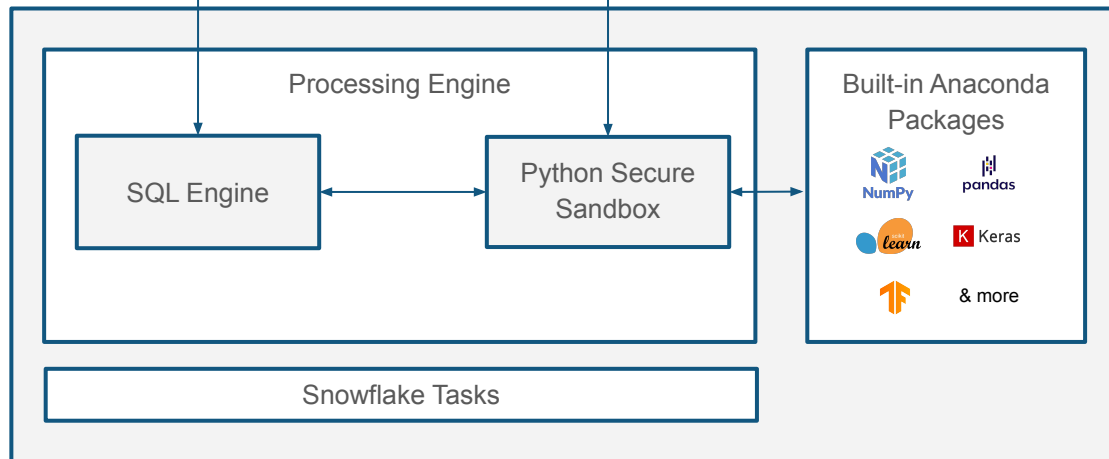 Processing Engine
SQL Engine
Python Secure
Sandbox
Built-in Anaconda
Packages
NumPy
pandas
learn
K Keras
& more
Snowflake Tasks